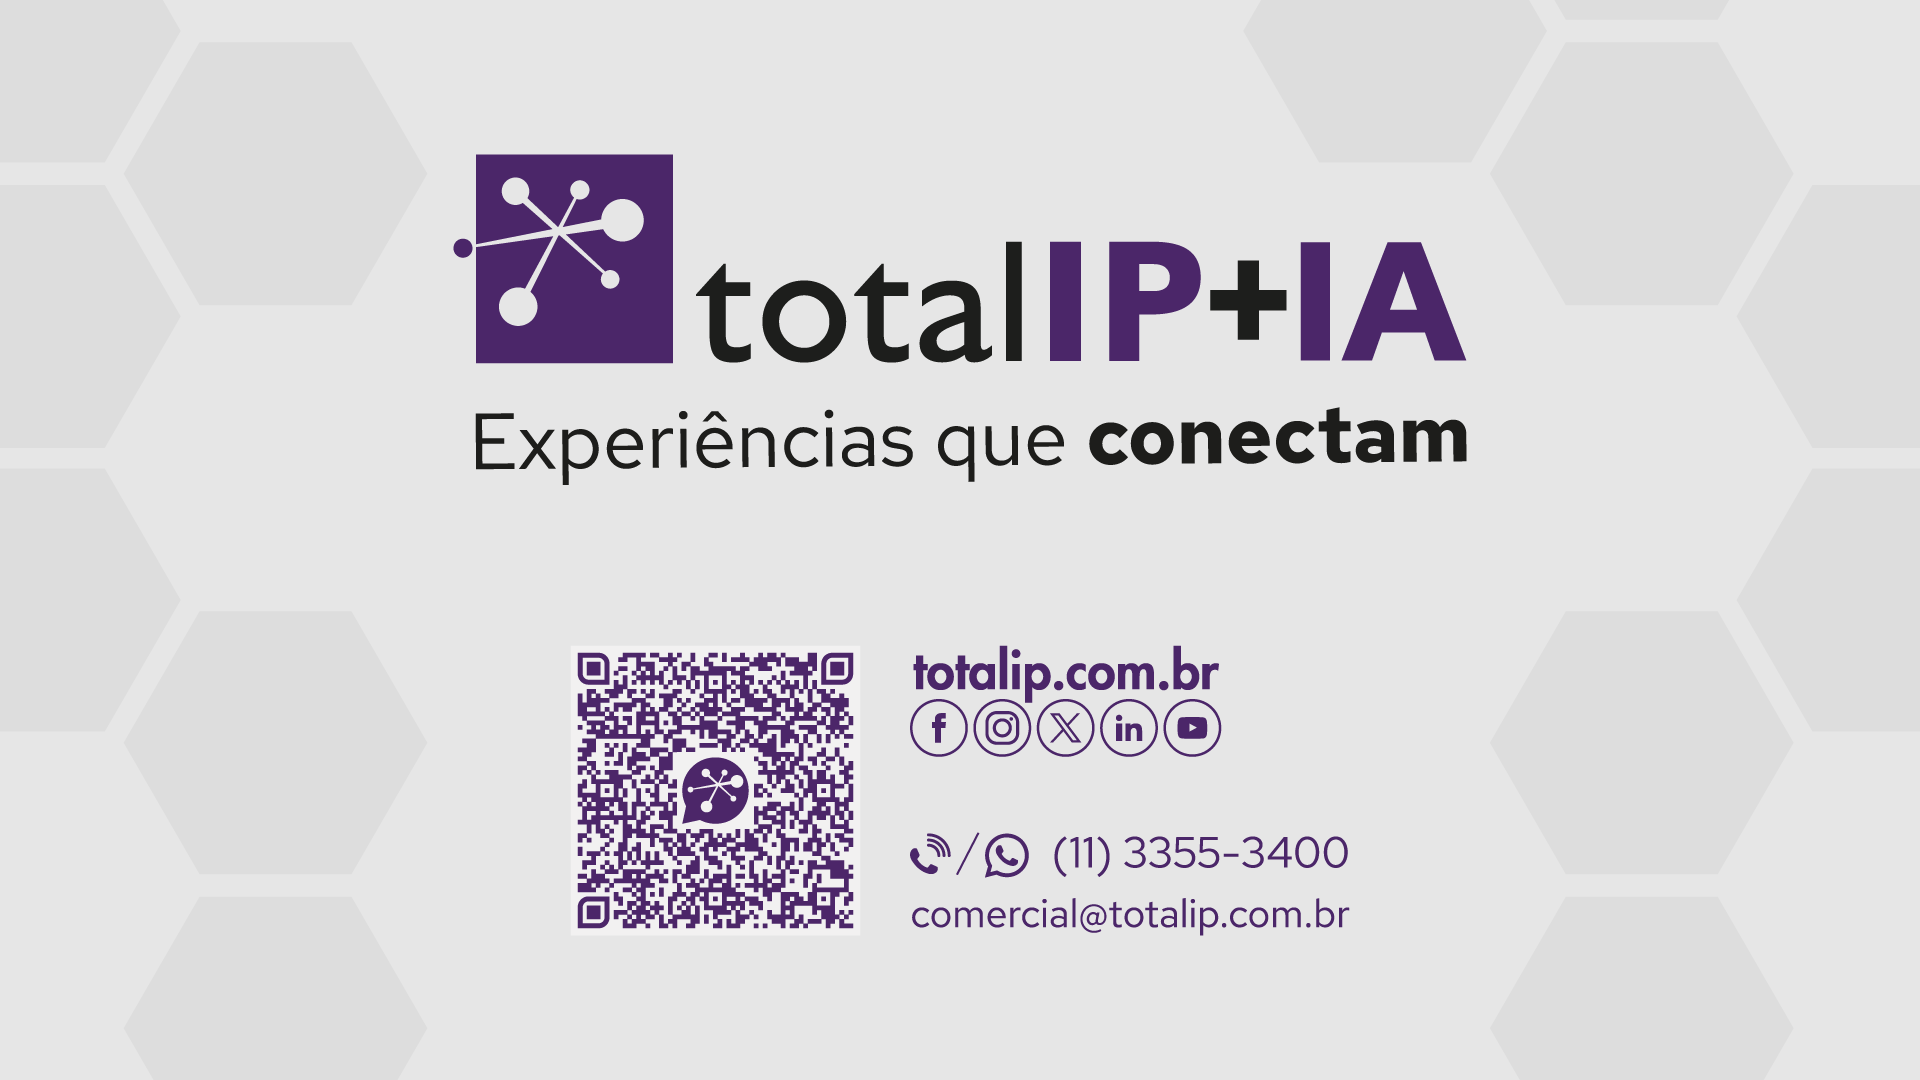 totalIP+IA
Experiências que conectam
totalip.com.br
(11) 3355-3400
comercial@totalip.com.br